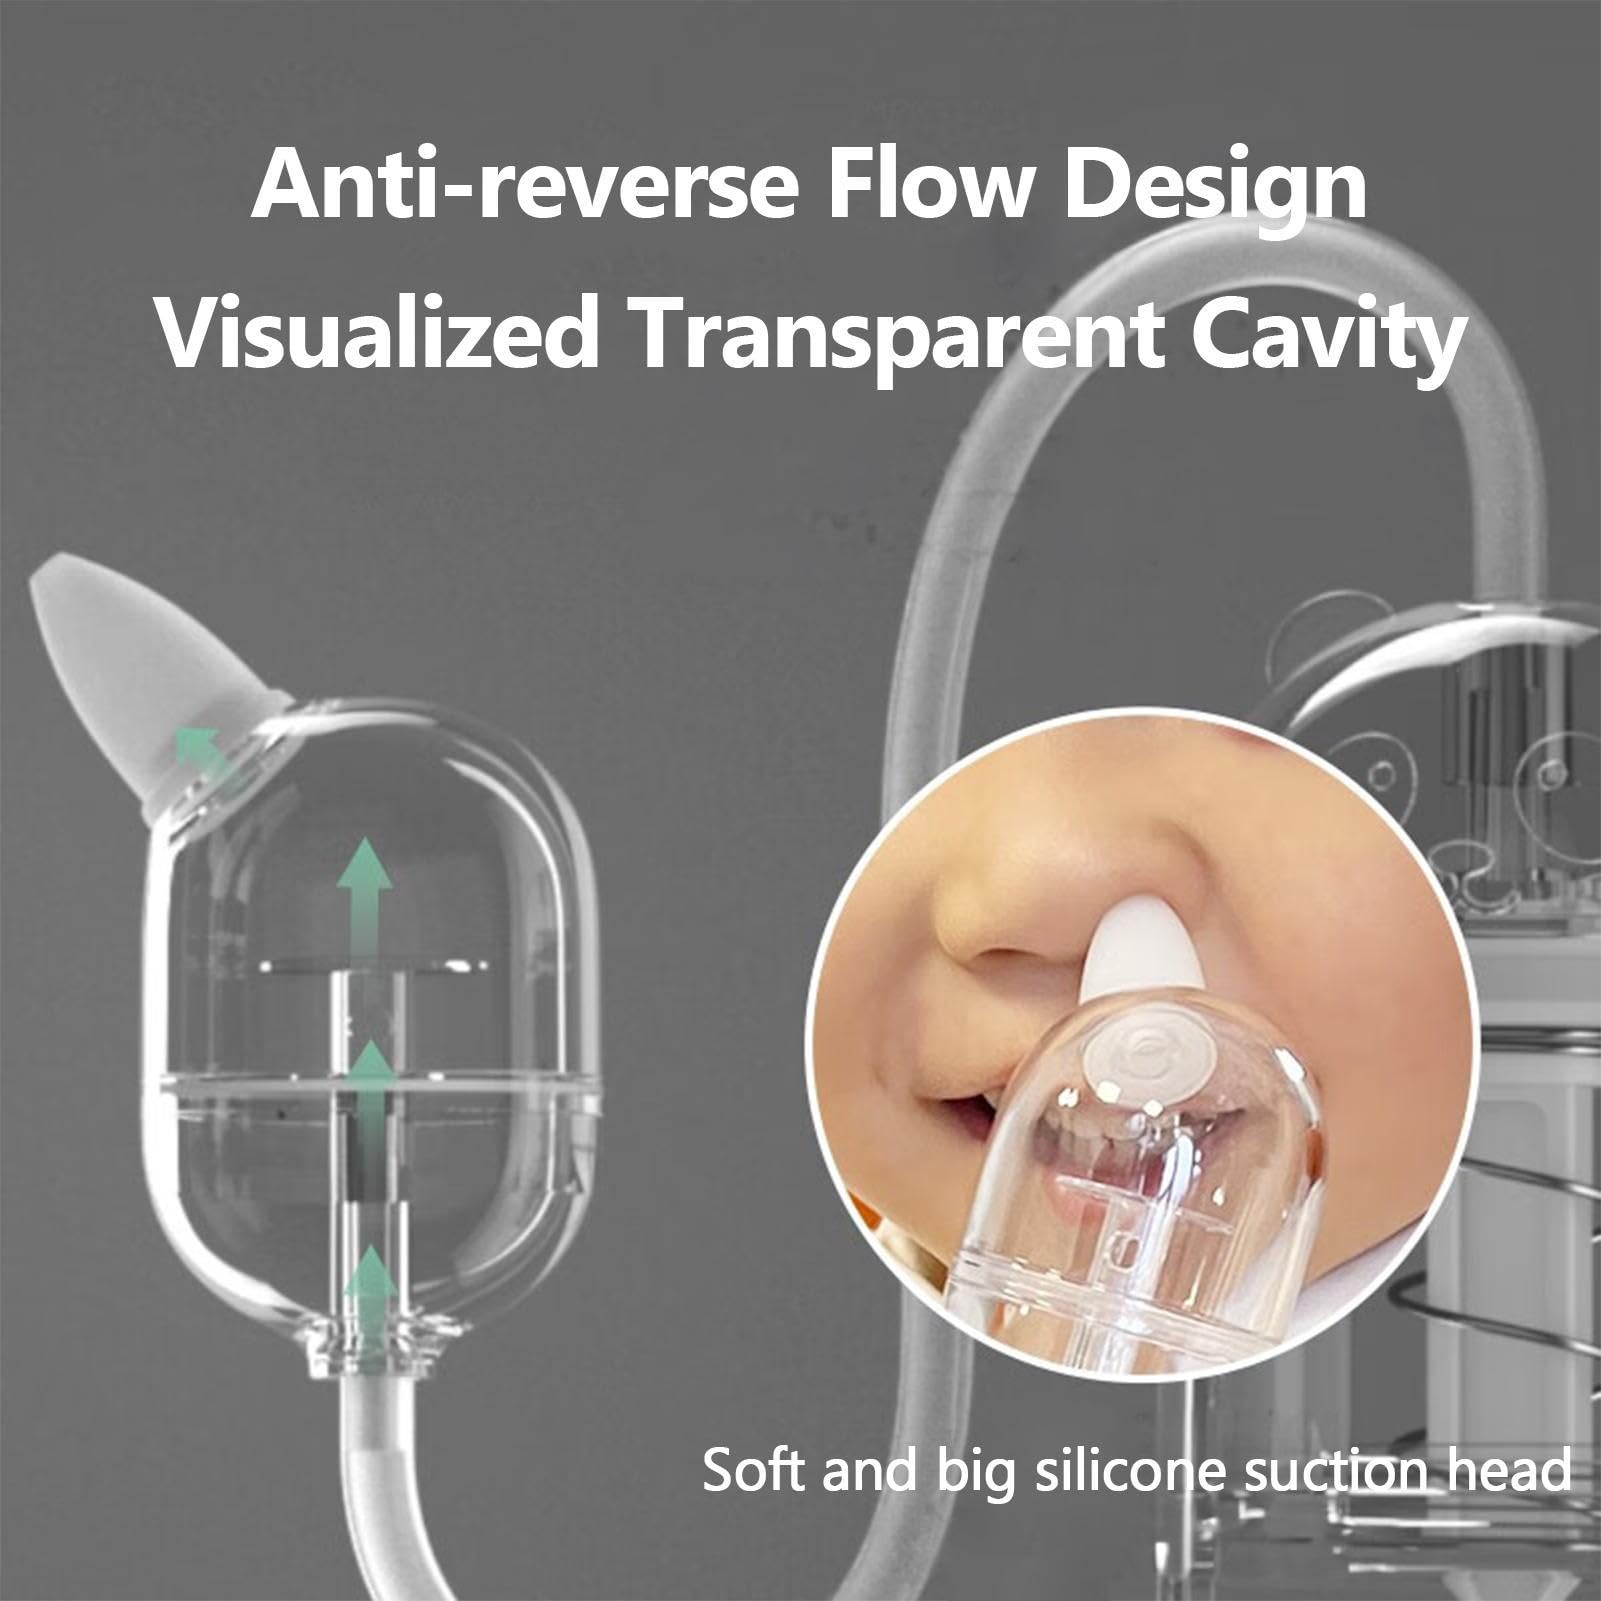 Anti-reverse Flow Design
Visualized Transparent Cavity
Soft and big silicone suction head